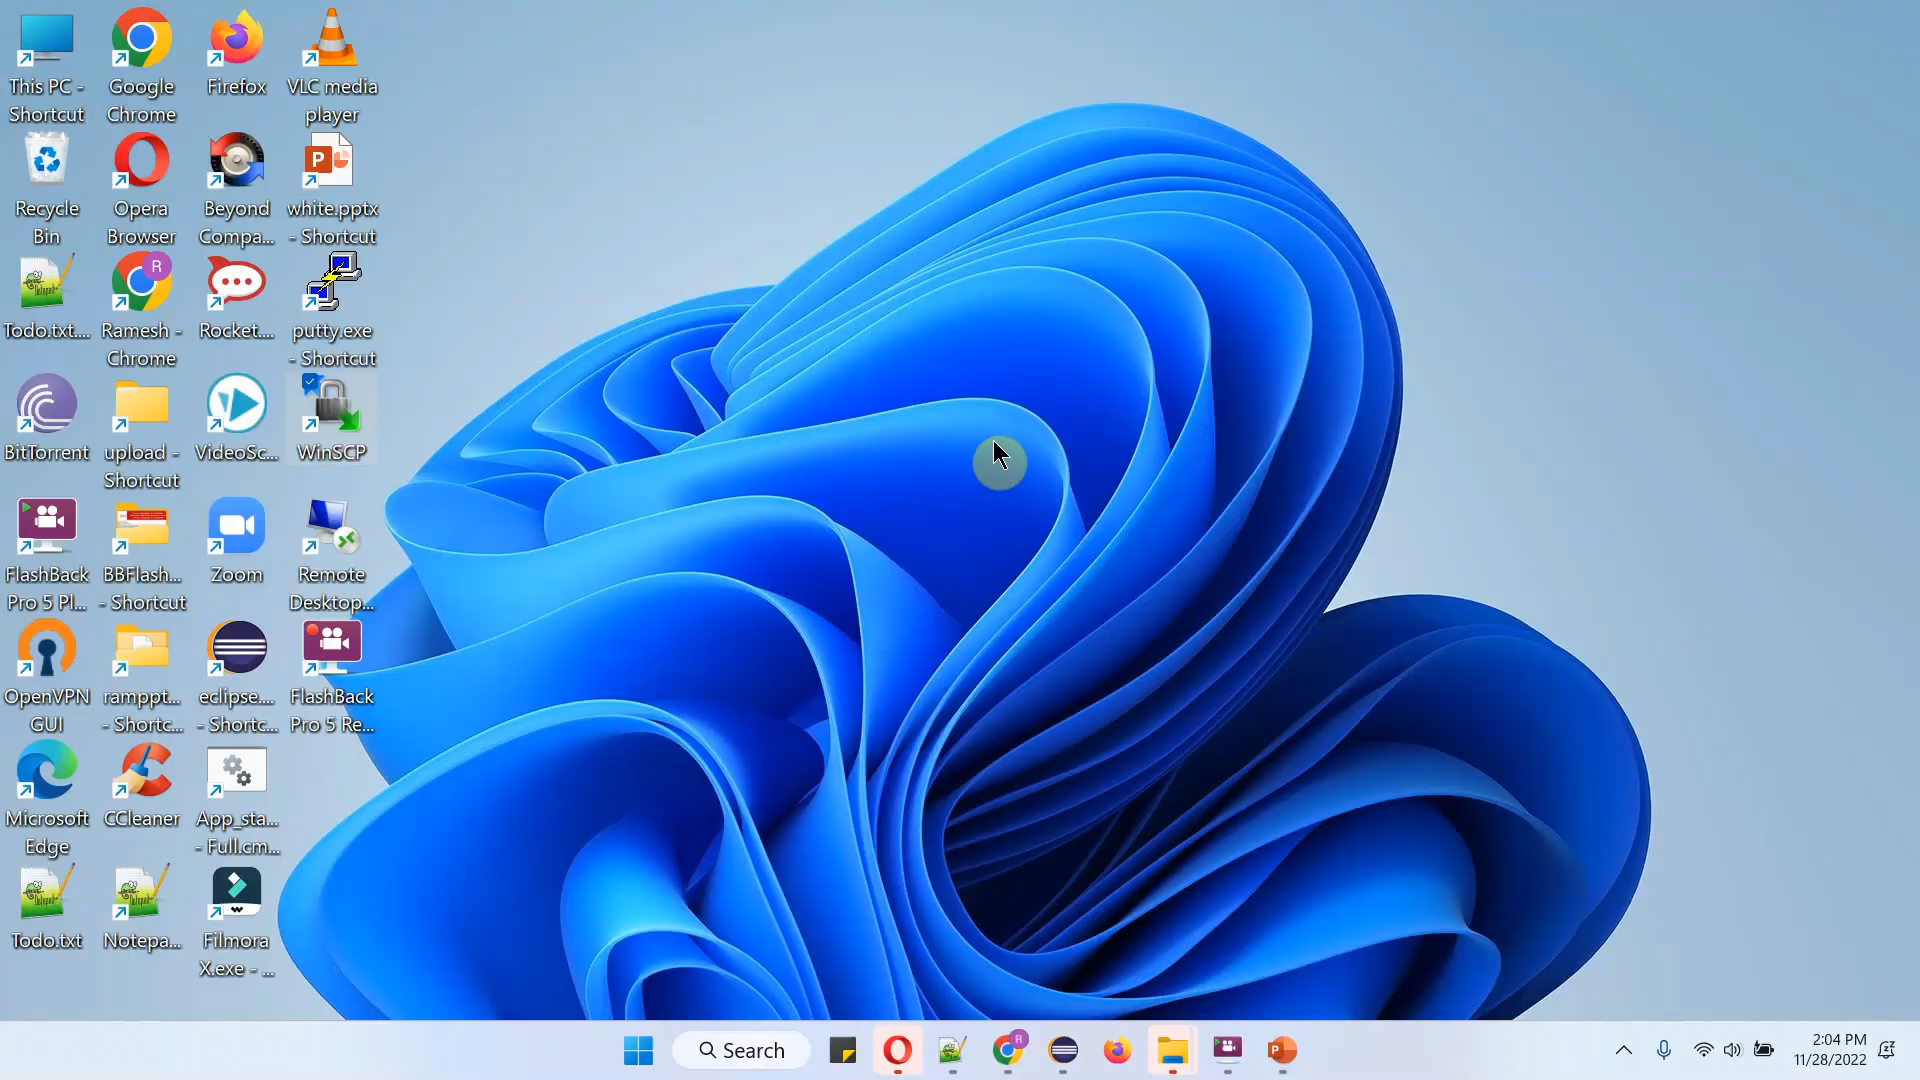 This PC -
Shortcut
Google
Chrome
Firefox
VLC media
player
Recycle
Bin
Opera
Browser
Beyond
Compa...
white.pptx
- Shortcut
Todo.txt....
Ramesh -
Chrome
Rocket....
putty.exe
- Shortcut
BitTorrent
upload -
Shortcut
VideoSc...
WinSCP
FlashBack
Pro 5 Pl...
BBFlash...
- Shortcut
Zoom
Remote
Desktop...
OpenVPN
GUI
ramppt...
- Shortc...
eclipse....
- Shortc...
FlashBack
Pro 5 Re...
Microsoft
Edge
CCleaner
App_sta...
- Full.cm...
Todo.txt
Notepa...
Filmora
X.exe - ...
Search
2:04 PM
11/28/2022